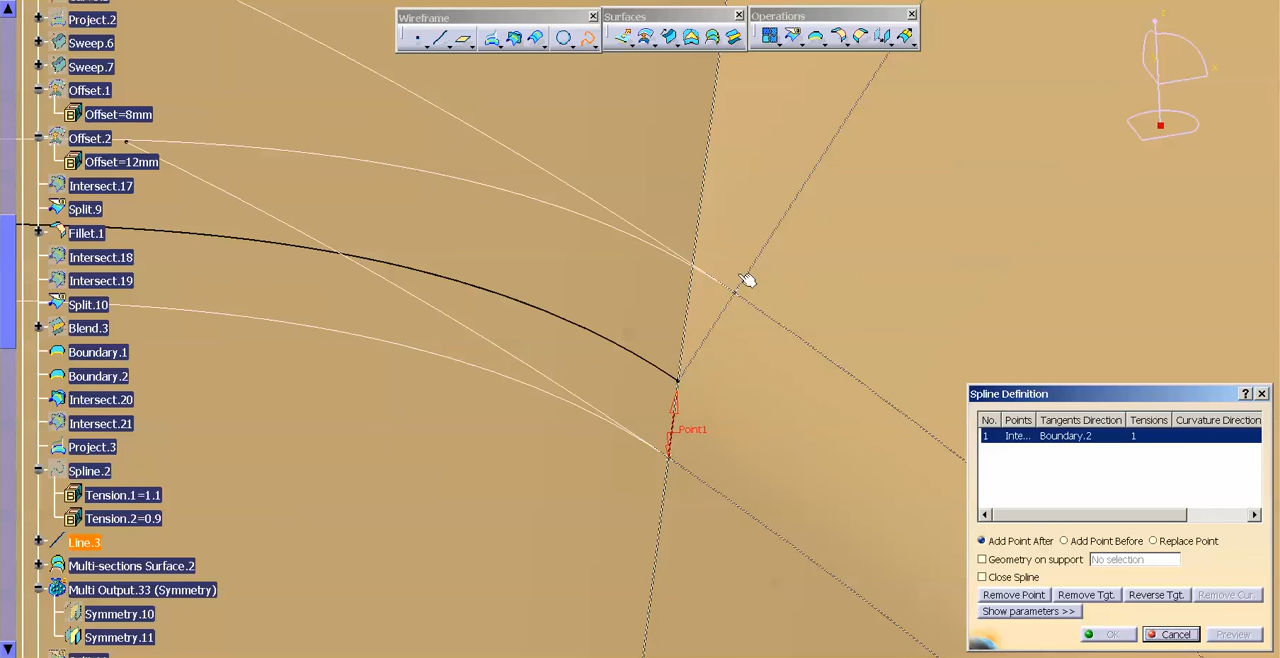 Project.2
Sweep.6
Sweep.7
Offset.1
Offset=8mm
Offset.2
Offset=12mm
Intersect.17
Split.9
Fillet.1
Intersect.18
Intersect.19
Split.10
Blend.3
Boundary.1
Boundary.2
Intersect.20
Intersect.21
Project.3
Spline.2
Tension.1=1.1
Tension.2=0.9
Line.3
Multi-sections Surface.2
Multi Output.33 (Symmetry)
Symmetry.10
Symmetry.11
Wireframe
Surfaces
Operations
z
x
Point1
Spline Definition
No. Points Tangents Direction Tensions Curvature Direction
1 Inte... Boundary.2 1
Add Point After Add Point Before Replace Point
Geometry on support No selection
Close Spline
Remove Point Remove Tgt. Reverse Tgt. Remove Cur.
Show parameters >>
OK Cancel Preview